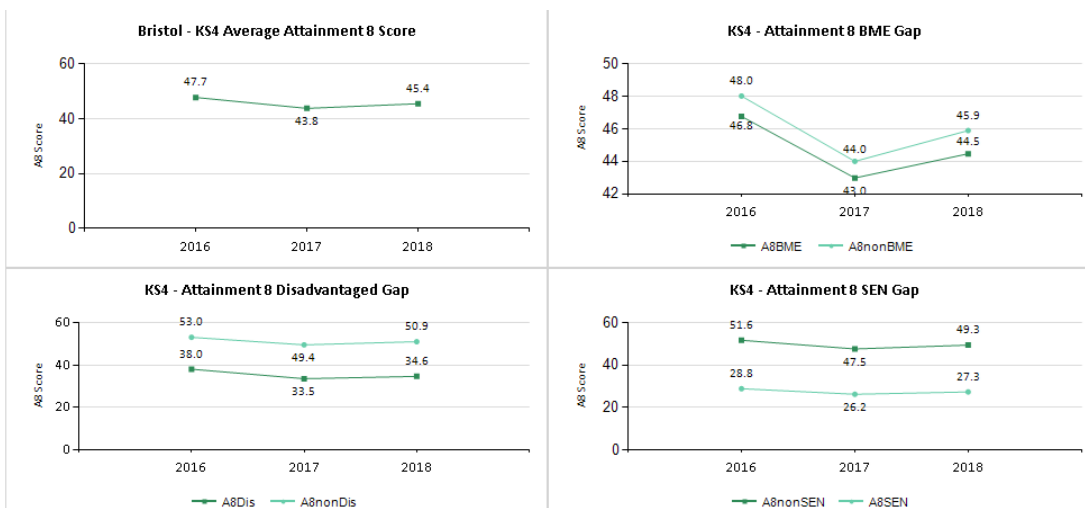 Bristol - KS4 Average Attainment 8 Score
60
40
20
0
A8 Score
47.7
43.8
45.4
2016 2017 2018
KS4 - Attainment 8 BME Gap
50
48
46
44
42
A8 Score
48.0
46.8
44.0
43.0
45.9
44.5
2016 2017 2018
A8BME A8nonBME
KS4 - Attainment 8 Disadvantaged Gap
60
40
20
0
A8 Score
53.0
38.0
49.4
33.5
50.9
34.6
2016 2017 2018
A8Dis A8nonDis
KS4 - Attainment 8 SEN Gap
60
40
20
0
A8 Score
51.6
28.8
47.5
26.2
49.3
27.3
2016 2017 2018
A8nonSEN A8SEN